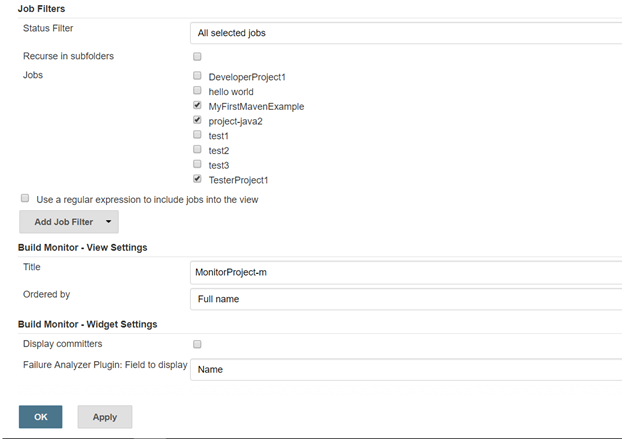 Job Filters
Status Filter
All selected jobs
Recurse in subfolders
Jobs
DeveloperProject1
hello world
MyFirstMavenExample
project-java2
test1
test2
test3
TesterProject1
Use a regular expression to include jobs into the view
Add Job Filter
Build Monitor - View Settings
Title
MonitorProject-m
Ordered by
Full name
Build Monitor - Widget Settings
Display committers
Failure Analyzer Plugin: Field to display
Name
OK
Apply